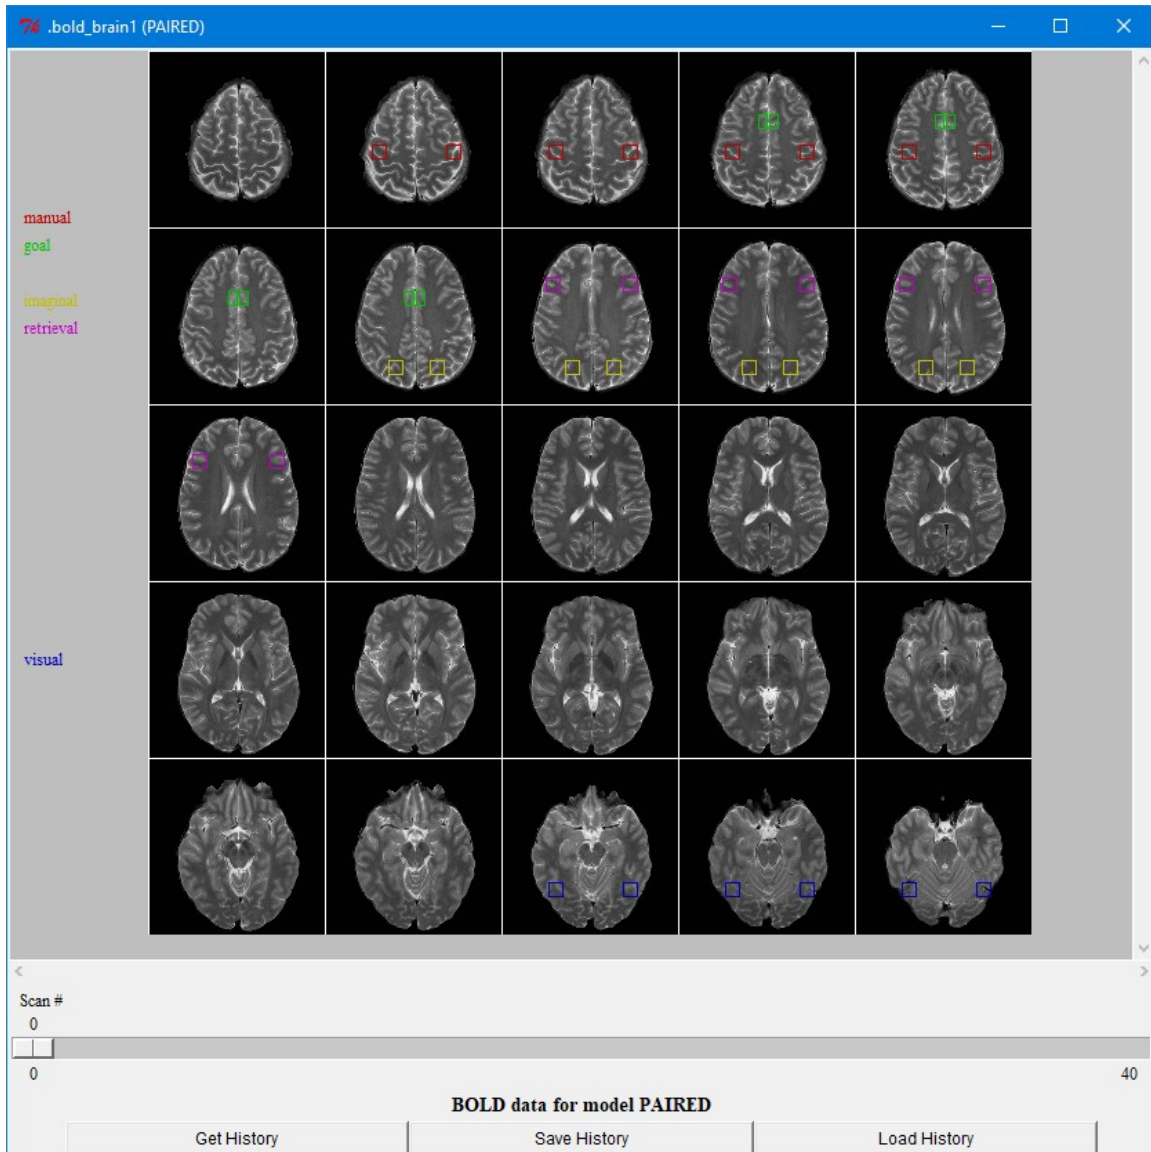 .bold_brain1 (PAIRED)
manual
goal
imaginal
retrieval
visual
Scan #
0
0 40
BOLD data for model PAIRED
Get History Save History Load History